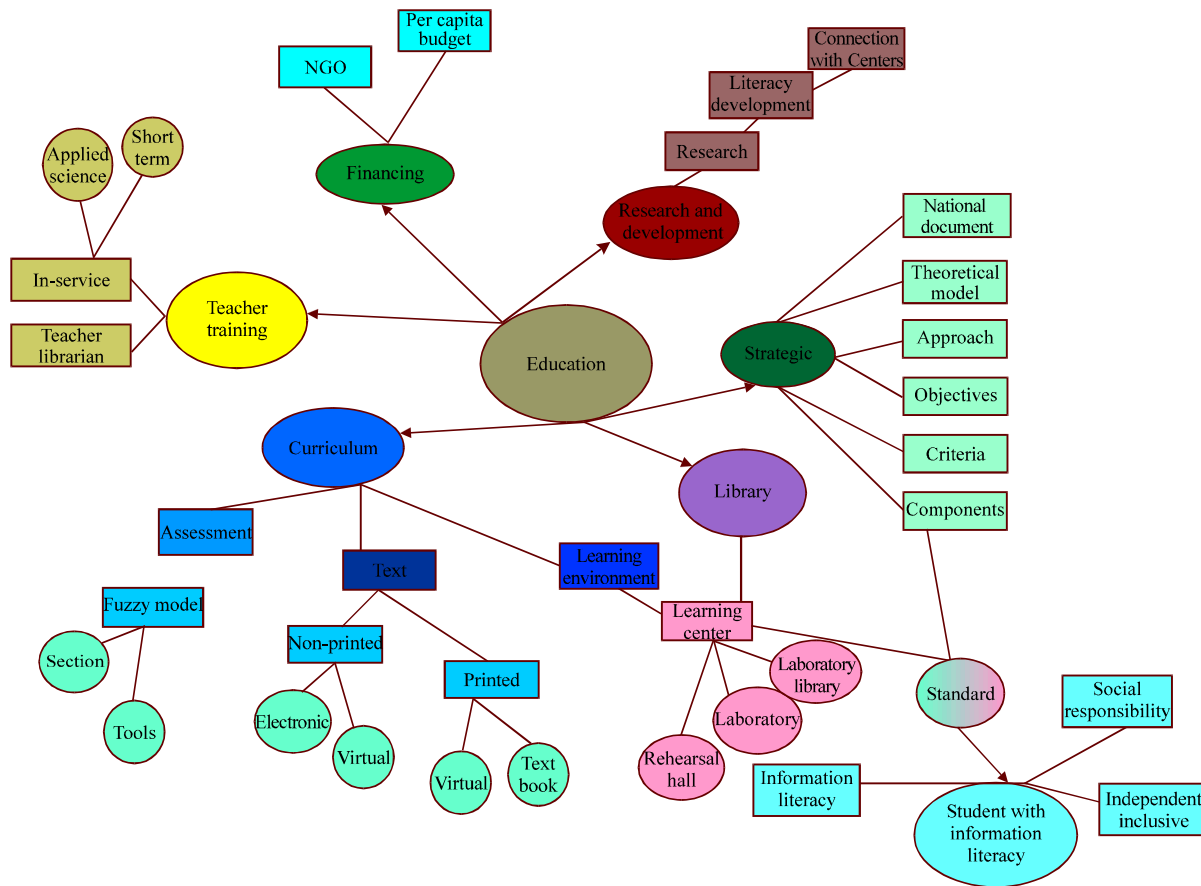 Per capita
budget
NGO
Connection
with Centers
Literacy
development
Research
Short
term
Applied
science
Financing
Research and
development
National
document
In-service
Teacher
training
Theoretical
model
Teacher
librarian
Education
Strategic
Approach
Objectives
Curriculum
Criteria
Library
Components
Assessment
Text
Learning
environment
Fuzzy model
Learning
center
Non-printed
Section
Printed
Laboratory
library
Standard
Social
responsibility
Electronic
Laboratory
Tools
Virtual
Virtual
Text
book
Rehearsal
hall
Information
literacy
Independent
inclusive
Student with
information
literacy